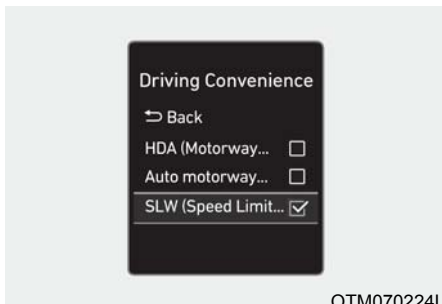 Driving Convenience
Back
HDA (Motorway...
Auto motorway...
SLW (Speed Limit...
OTM070224L